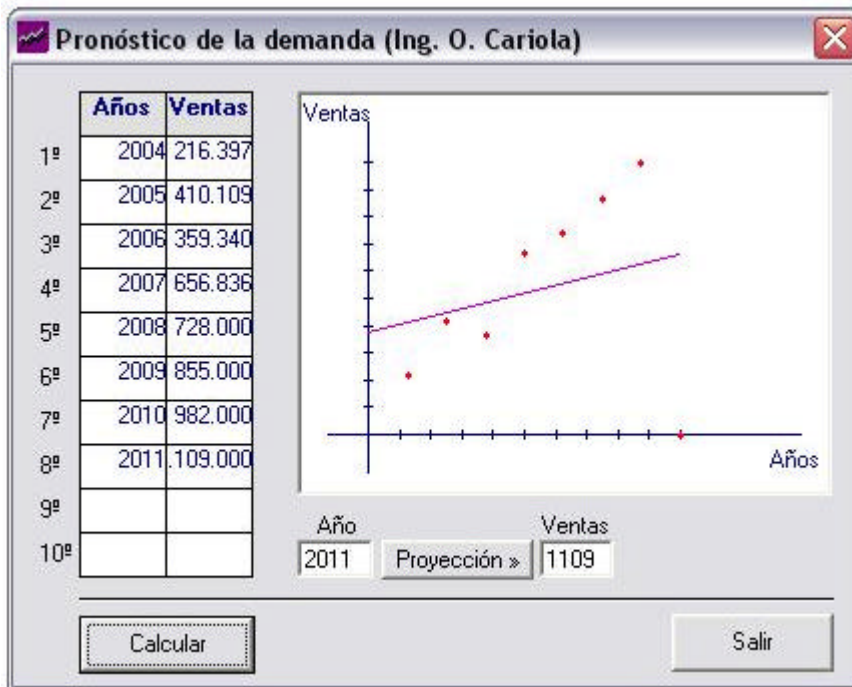 Pronóstico de la demanda (Ing. O. Cariola)
Años Ventas
1º 2004 216.397
2º 2005 410.109
3º 2006 359.340
4º 2007 656.836
5º 2008 728.000
6º 2009 855.000
7º 2010 982.000
8º 2011 .109.000
9º
10º
Ventas
Años
Año Ventas
2011 Proyección » 1109
Calcular Salir